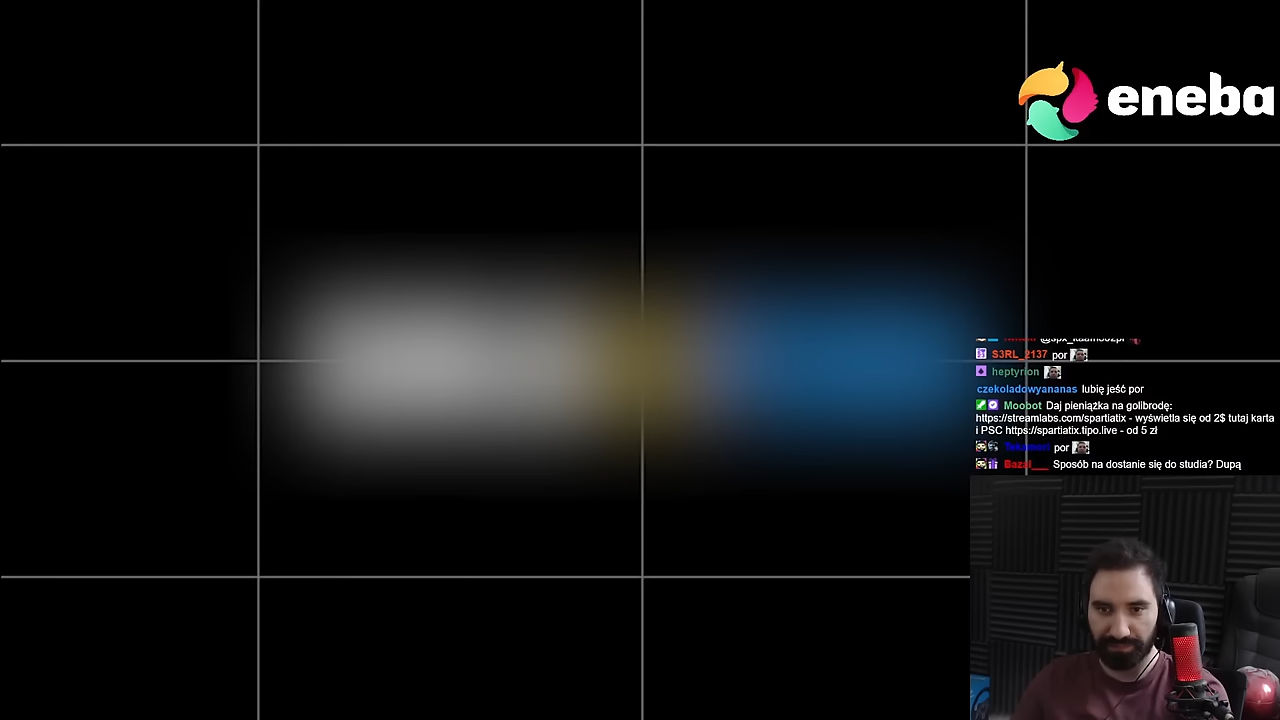 eneba
S3RL_2137 por
heptyrion
czekoladowyananas lubię jeść por
Moobot Daj pieniążka na golibrodę:
https://streamlabs.com/spartiatix - wyświetla się od 2$ tutaj karta
i PSC https://spartiatix.tipo.live - od 5 zł
por
Bazal___ Sposób na dostanie się do studia? Dupą